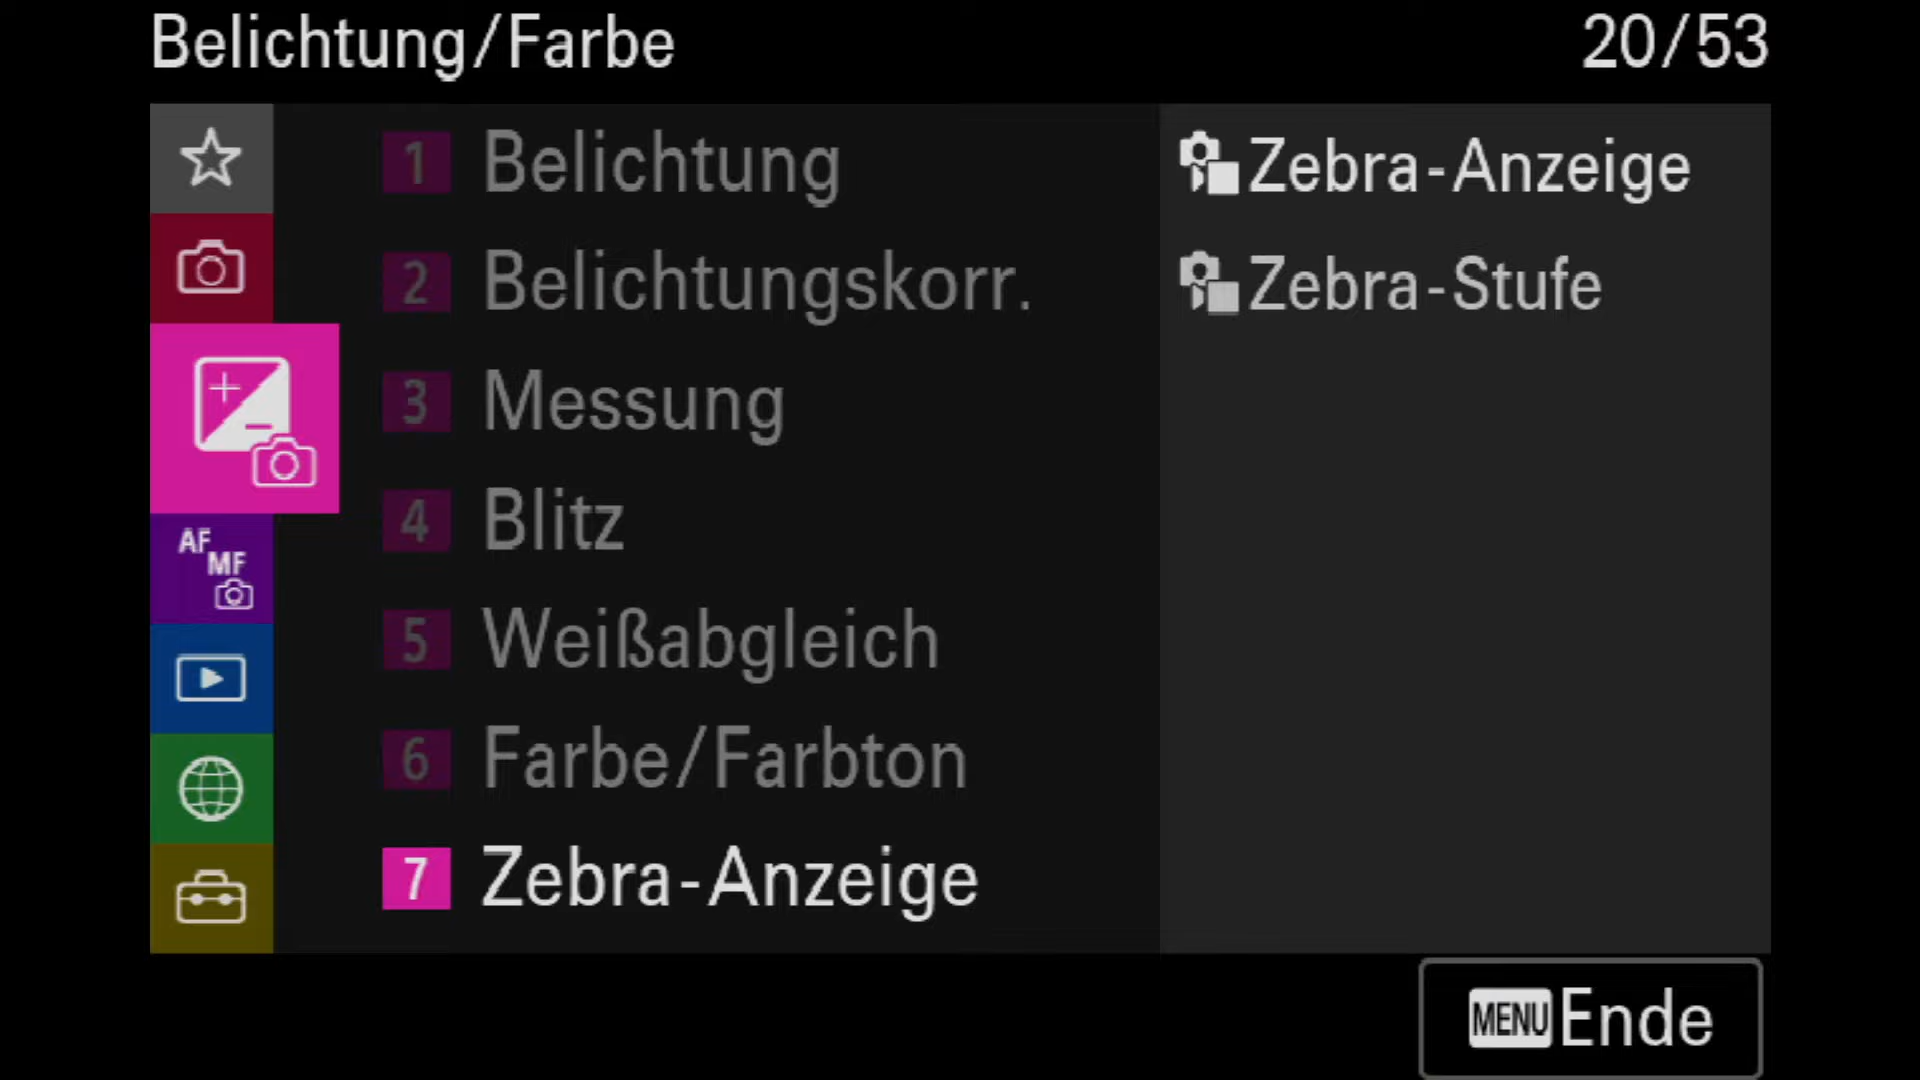 Belichtung/Farbe 20/53
1 Belichtung
2 Belichtungskorr.
3 Messung
4 Blitz
5 Weißabgleich
6 Farbe/Farbton
7 Zebra-Anzeige
Zebra-Anzeige
Zebra-Stufe
AF
MF
MENU Ende